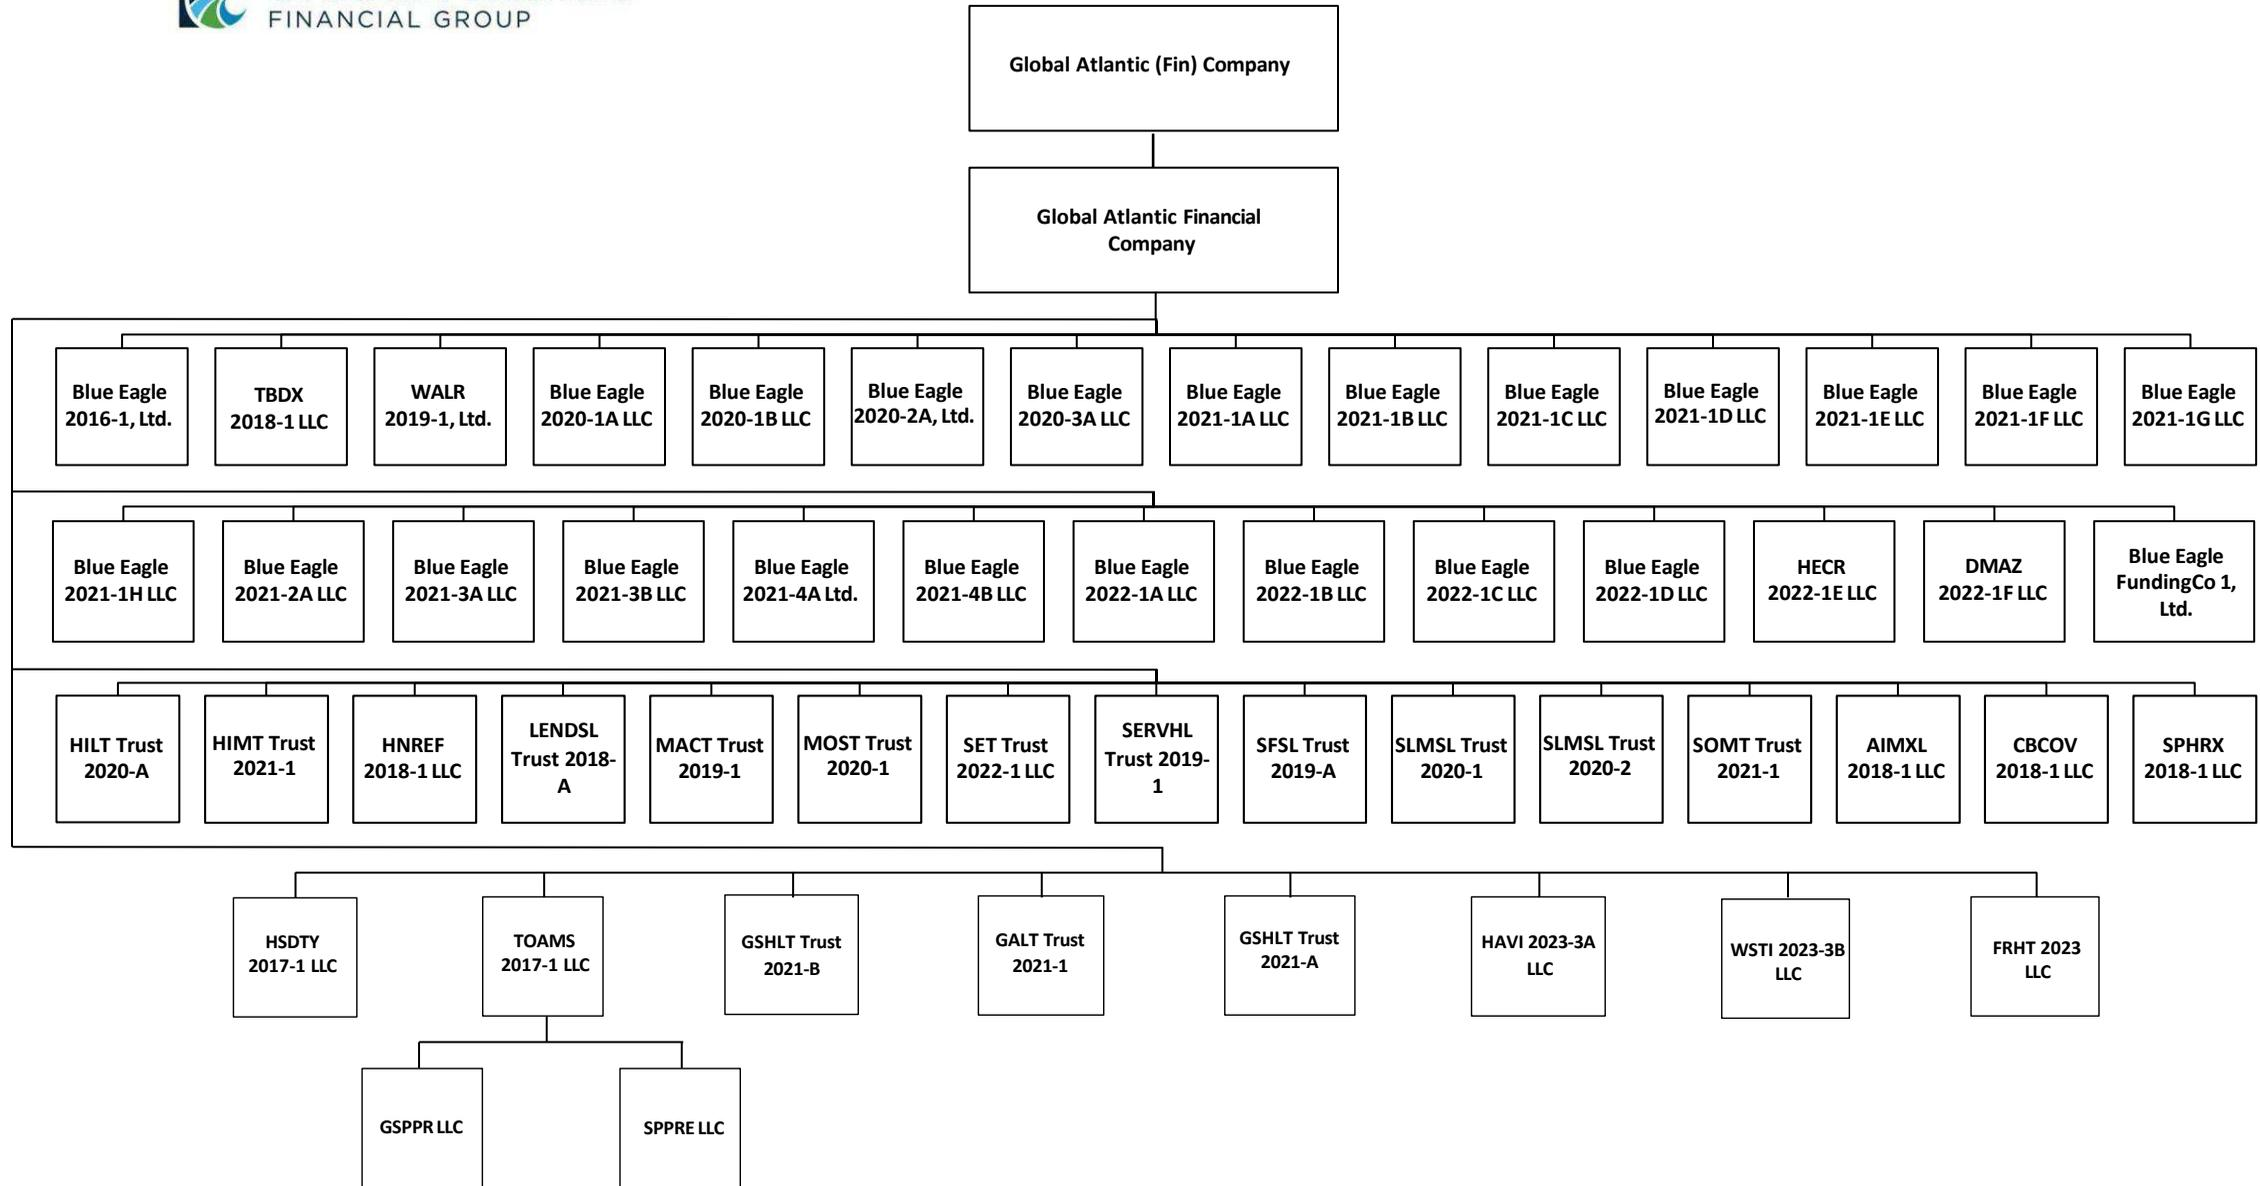 FINANCIAL GROUP
Global Atlantic (Fin) Company
Global Atlantic Financial
Company
Blue Eagle
2016-1, Ltd.
TBDX
2018-1 LLC
WALR
2019-1, Ltd.
Blue Eagle
2020-1A LLC
Blue Eagle
2020-1B LLC
Blue Eagle
2020-2A, Ltd.
Blue Eagle
2020-3A LLC
Blue Eagle
2021-1A LLC
Blue Eagle
2021-1B LLC
Blue Eagle
2021-1C LLC
Blue Eagle
2021-1D LLC
Blue Eagle
2021-1E LLC
Blue Eagle
2021-1F LLC
Blue Eagle
2021-1G LLC
Blue Eagle
2021-1H LLC
Blue Eagle
2021-2A LLC
Blue Eagle
2021-3A LLC
Blue Eagle
2021-3B LLC
Blue Eagle
2021-4A Ltd.
Blue Eagle
2021-4B LLC
Blue Eagle
2022-1A LLC
Blue Eagle
2022-1B LLC
Blue Eagle
2022-1C LLC
Blue Eagle
2022-1D LLC
HECR
2022-1E LLC
DMAZ
2022-1F LLC
Blue Eagle
FundingCo 1,
Ltd.
HILT Trust
2020-A
HIMT Trust
2021-1
HNREF
2018-1 LLC
LENDSL
Trust 2018-
A
MACT Trust
2019-1
MOST Trust
2020-1
SET Trust
2022-1 LLC
SERVHL
Trust 2019-
1
SFSL Trust
2019-A
SLMSL Trust
2020-1
SLMSL Trust
2020-2
SOMT Trust
2021-1
AIMXL
2018-1 LLC
CBCOV
2018-1 LLC
SPHRX
2018-1 LLC
HSDTY
2017-1 LLC
TOAMS
2017-1 LLC
GSHLT Trust
2021-B
GALT Trust
2021-1
GSHLT Trust
2021-A
HAVI 2023-3A
LLC
WSTI 2023-3B
LLC
FRHT 2023
LLC
GSPPR LLC
SPPRE LLC